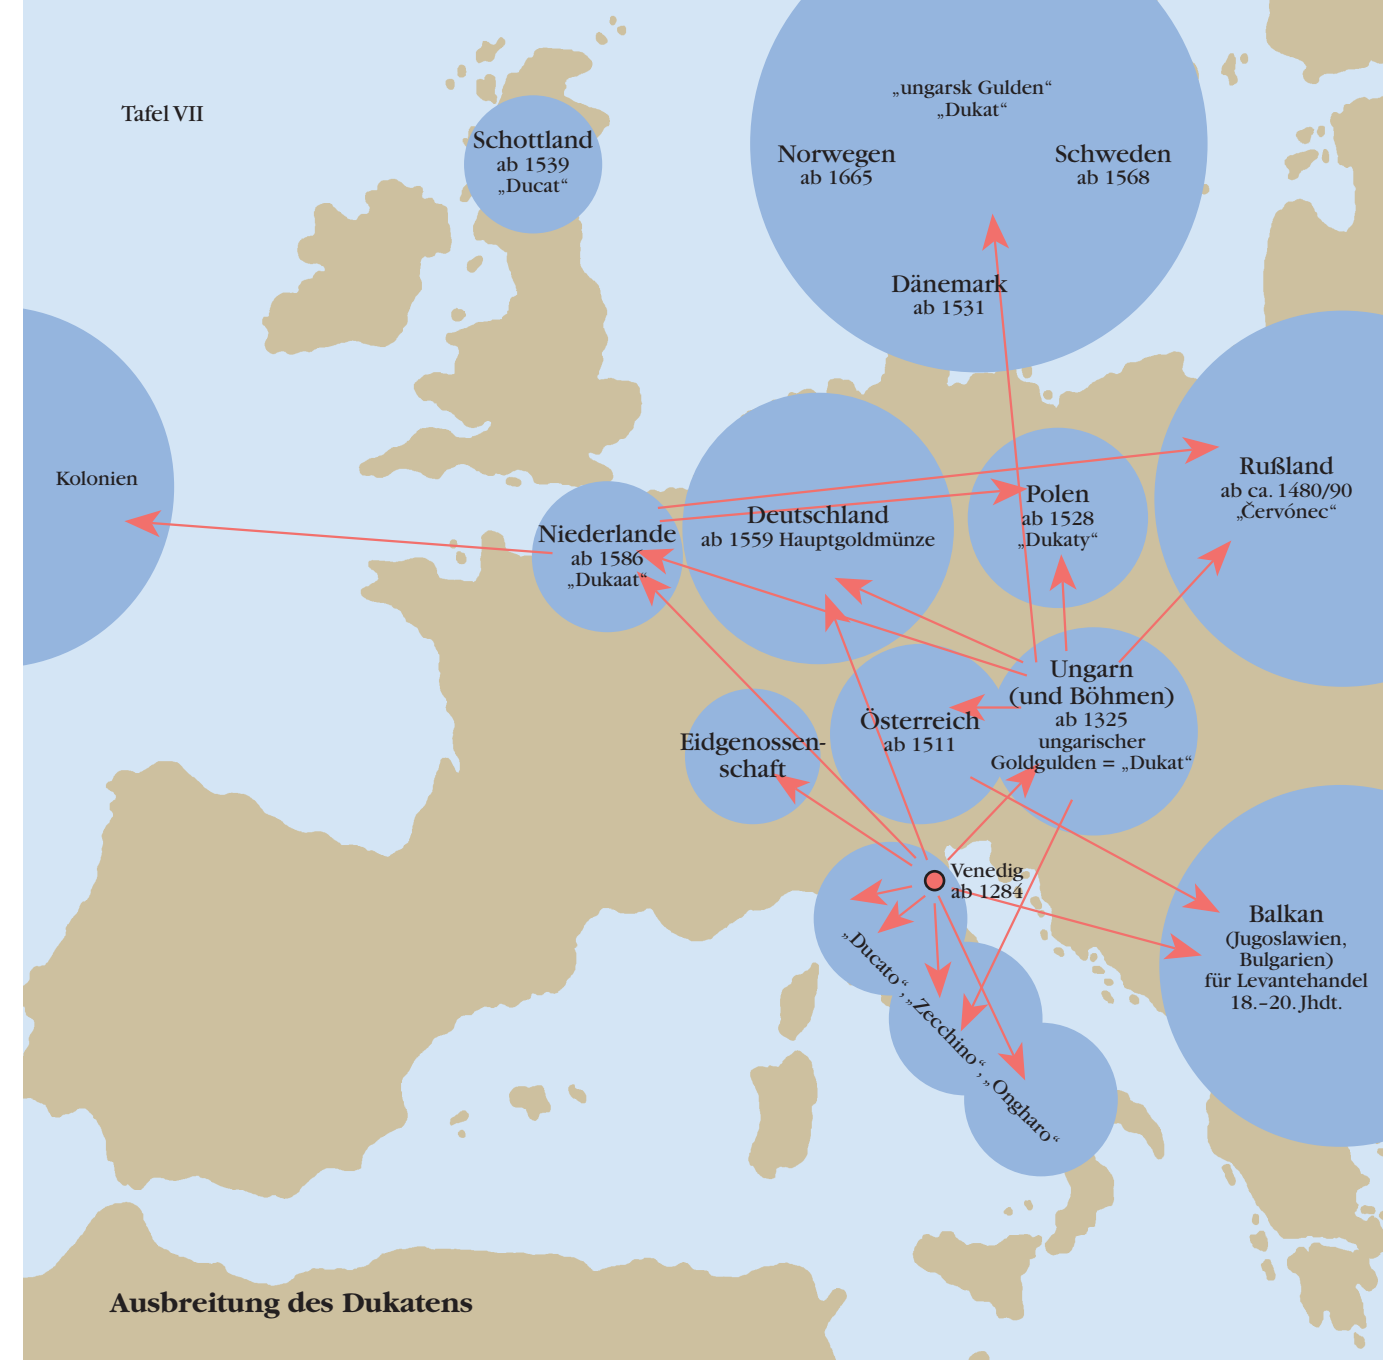 Tafel VII
„ungarsk Gulden“
„Dukat“
Schottland
ab 1539
„Ducat“
Norwegen
ab 1665
Schweden
ab 1568
Dänemark
ab 1531
Kolonien
Niederlande
ab 1586
„Dukaat“
Deutschland
ab 1559 Hauptgoldmünze
Polen
ab 1528
„Dukaty“
Rußland
ab ca. 1480/90
„Červónec“
Ungarn
(und Böhmen)
ab 1325
ungarischer
Goldgulden = „Dukat“
Österreich
ab 1511
Eidgenossen-
schaft
Venedig
ab 1284
Balkan
(Jugoslawien,
Bulgarien)
für Levantehandel
18.–20. Jhdt.
„Ducato“, „Zecchino“, „Ongharo“
Ausbreitung des Dukatens